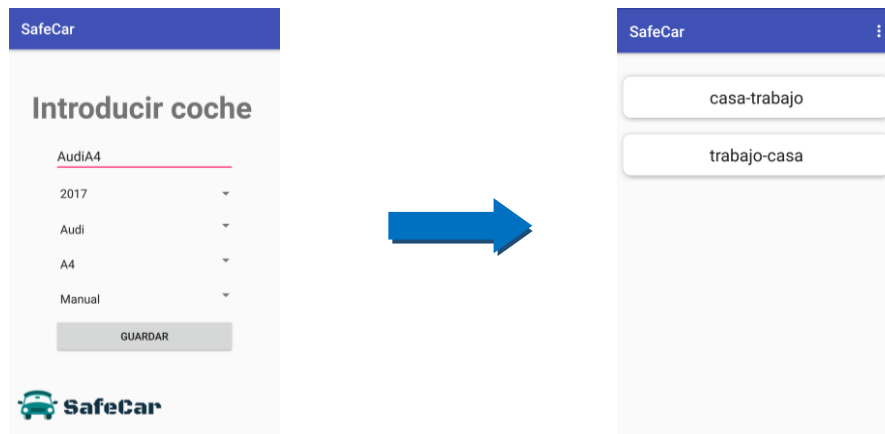 SafeCar
Introducir coche
AudiA4
2017
Audi
A4
Manual
GUARDAR
SafeCar
SafeCar
casa-trabajo
trabajo-casa